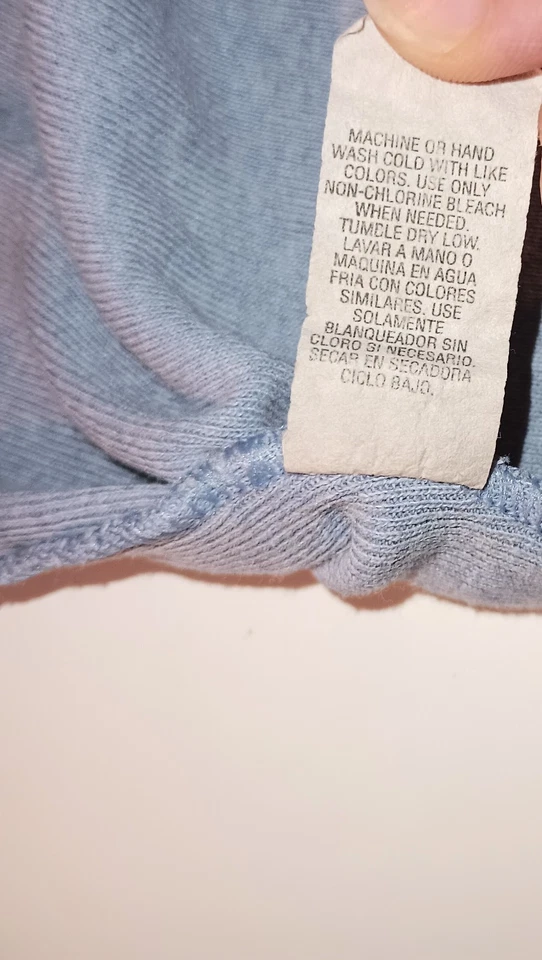 MACHINE OR HAND
WASH COLD WITH LIKE
COLORS. USE ONLY
NON-CHLORINE BLEACH
WHEN NEEDED.
TUMBLE DRY LOW.
LAVAR A MANO O
MAQUINA EN AGUA
FRIA CON COLORES
SIMILARES. USE
SOLAMENTE
BLANQUEADOR SIN
CLORO SI NECESARIO.
SECAR EN SECADORA
CICLO BAJO.